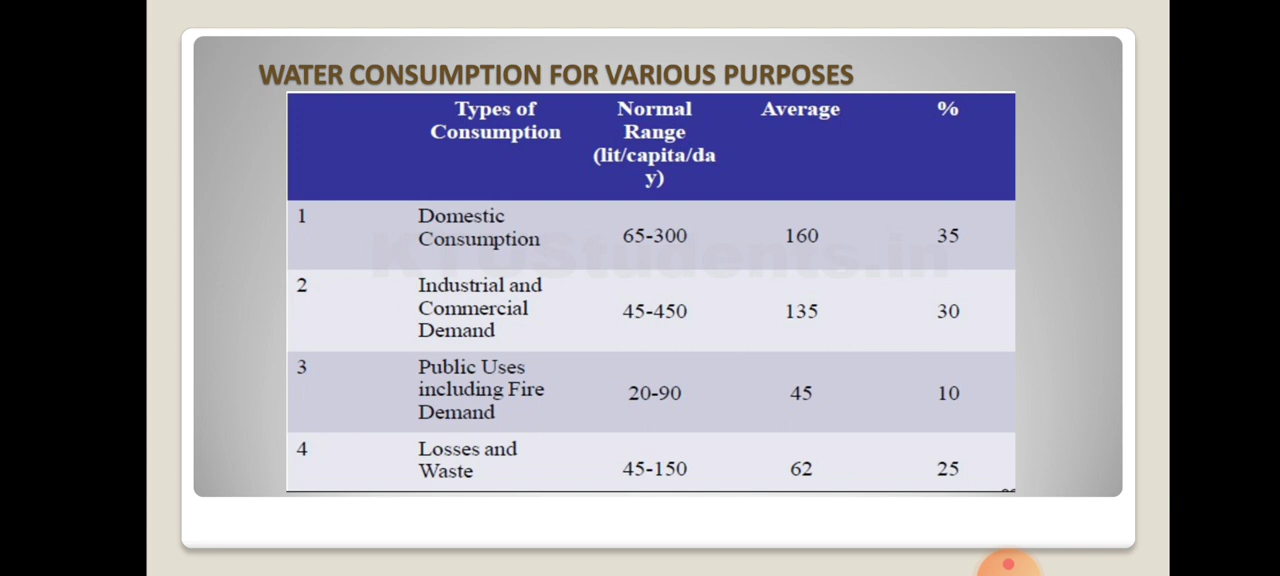 WATER CONSUMPTION FOR VARIOUS PURPOSES
Types of Consumption Normal Range (lit/capita/da y) Average %
1 Domestic Consumption 65-300 160 35
2 Industrial and Commercial Demand 45-450 135 30
3 Public Uses including Fire Demand 20-90 45 10
4 Losses and Waste 45-150 62 25
KTUStudents.in